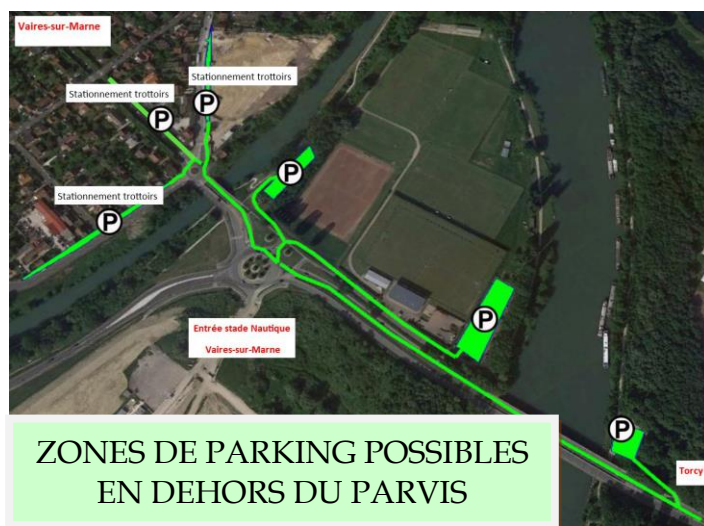 Vaires-sur-Marne
Stationnement trottoirs
P
Stationnement trottoirs
P
P
Stationnement trottoirs
P
P
Entrée stade Nautique
Vaires-sur-Marne
P
Torcy
ZONES DE PARKING POSSIBLES
EN DEHORS DU PARVIS